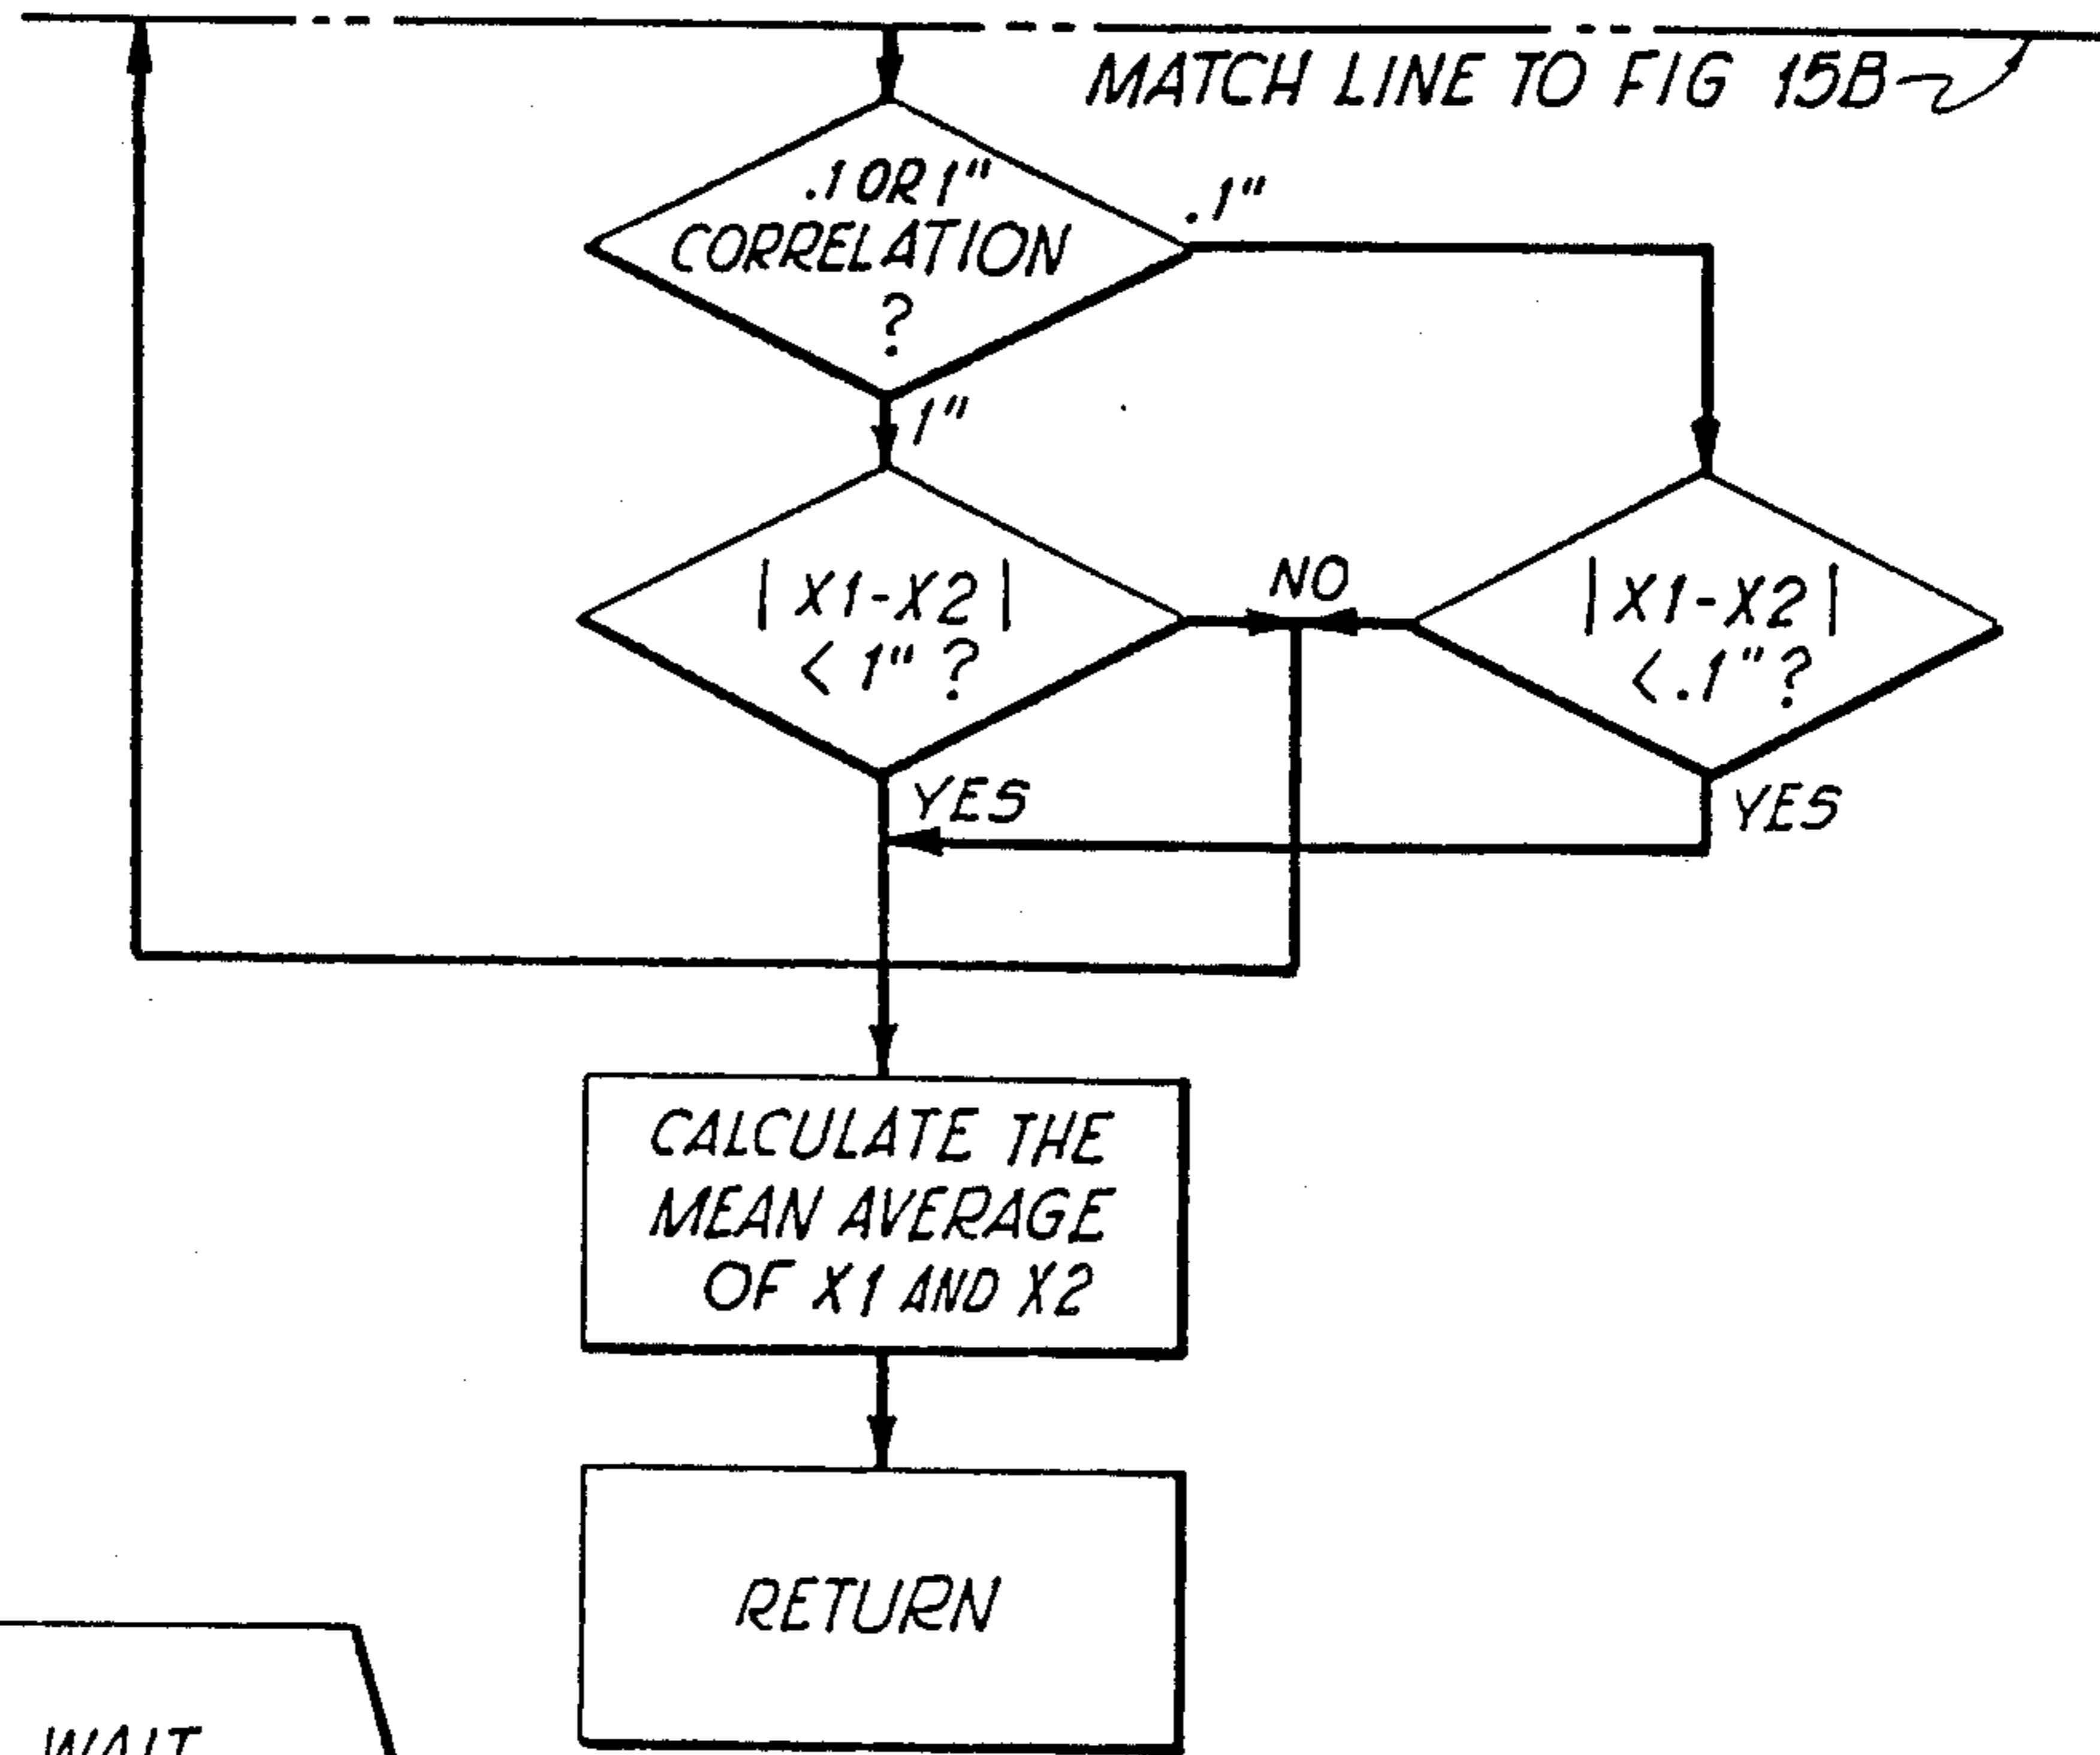 MATCH LINE TO FIG 15B
.1 OR 1"
CORRELATION
?
.1"
1"
|X1-X2|
< 1" ?
NO
|X1-X2|
< .1" ?
YES
YES
CALCULATE THE
MEAN AVERAGE
OF X1 AND X2
RETURN
WAIT